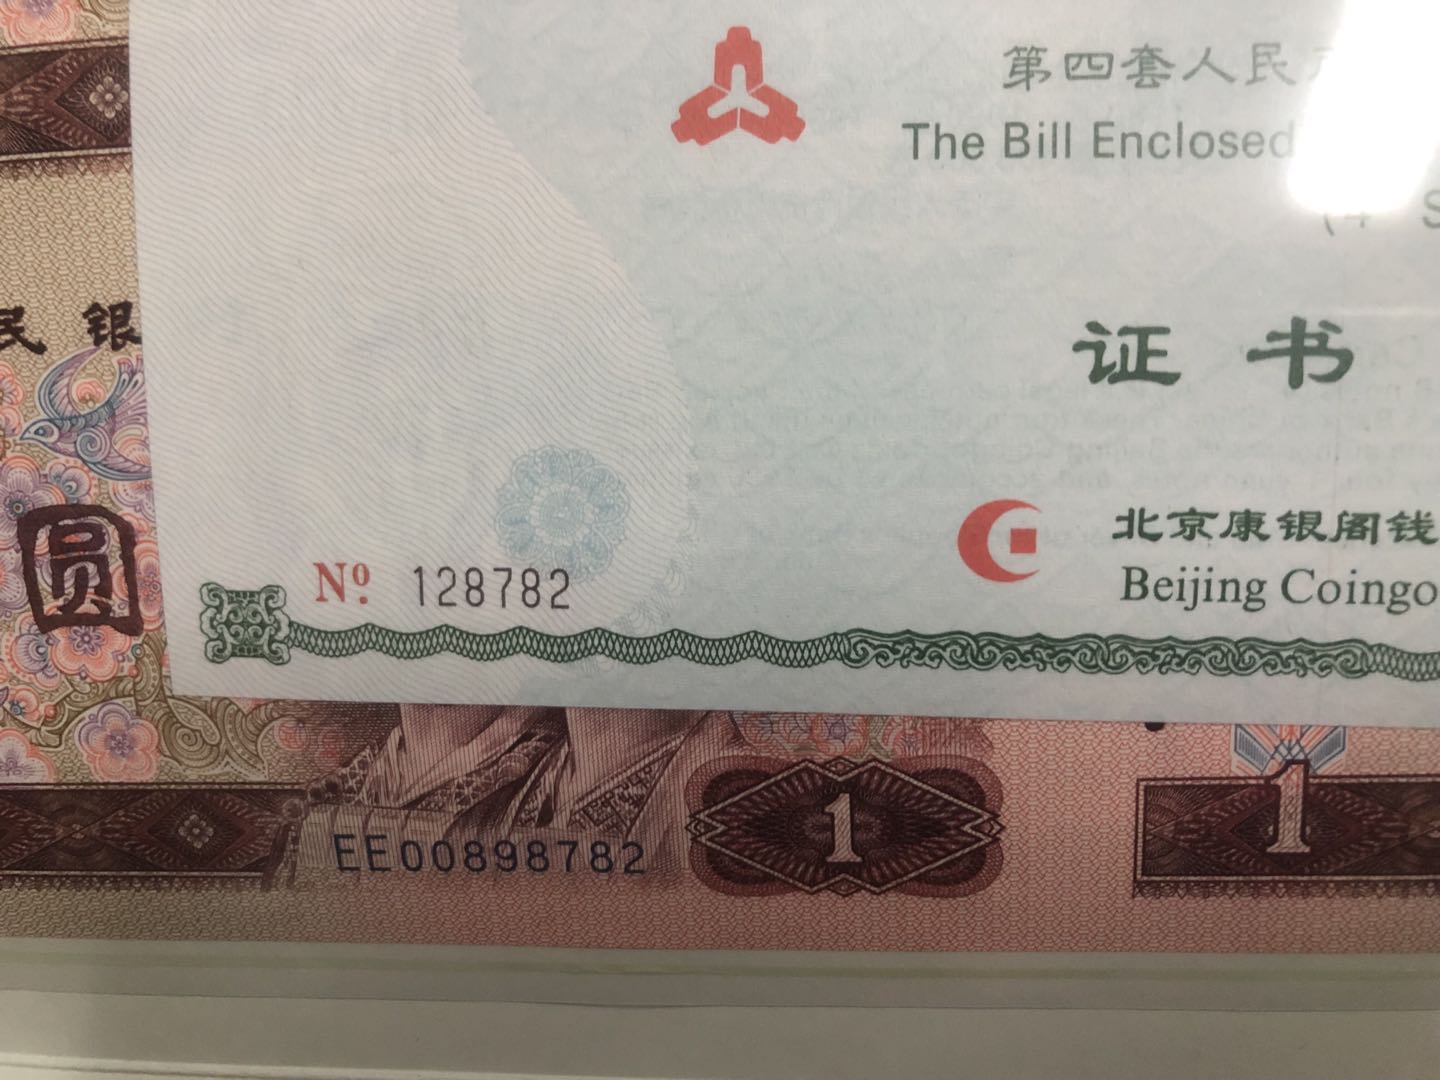 第四套人民
The Bill Enclosed
(4 S
民 银
证 书
圆
北京康银阁钱
Beijing Coingo
Nº 128782
1
1
EE00898782